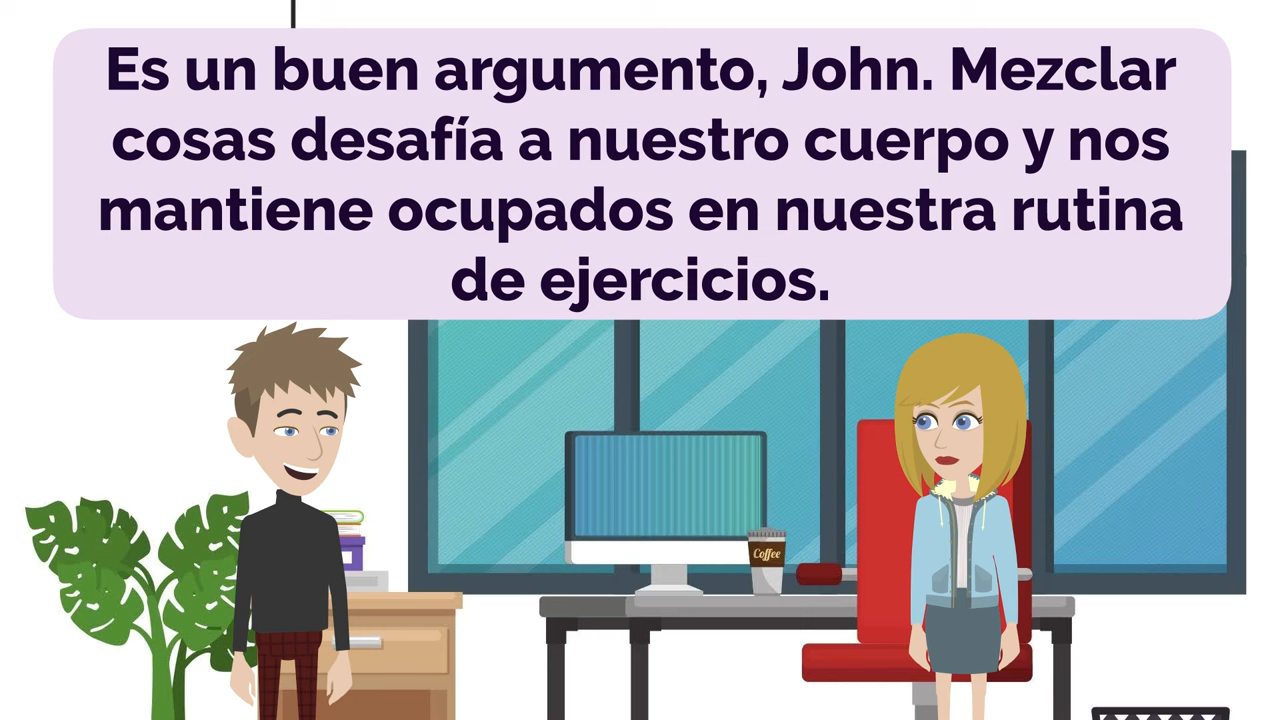 Es un buen argumento, John. Mezclar
cosas desafía a nuestro cuerpo y nos
mantiene ocupados en nuestra rutina
de ejercicios.
Coffee